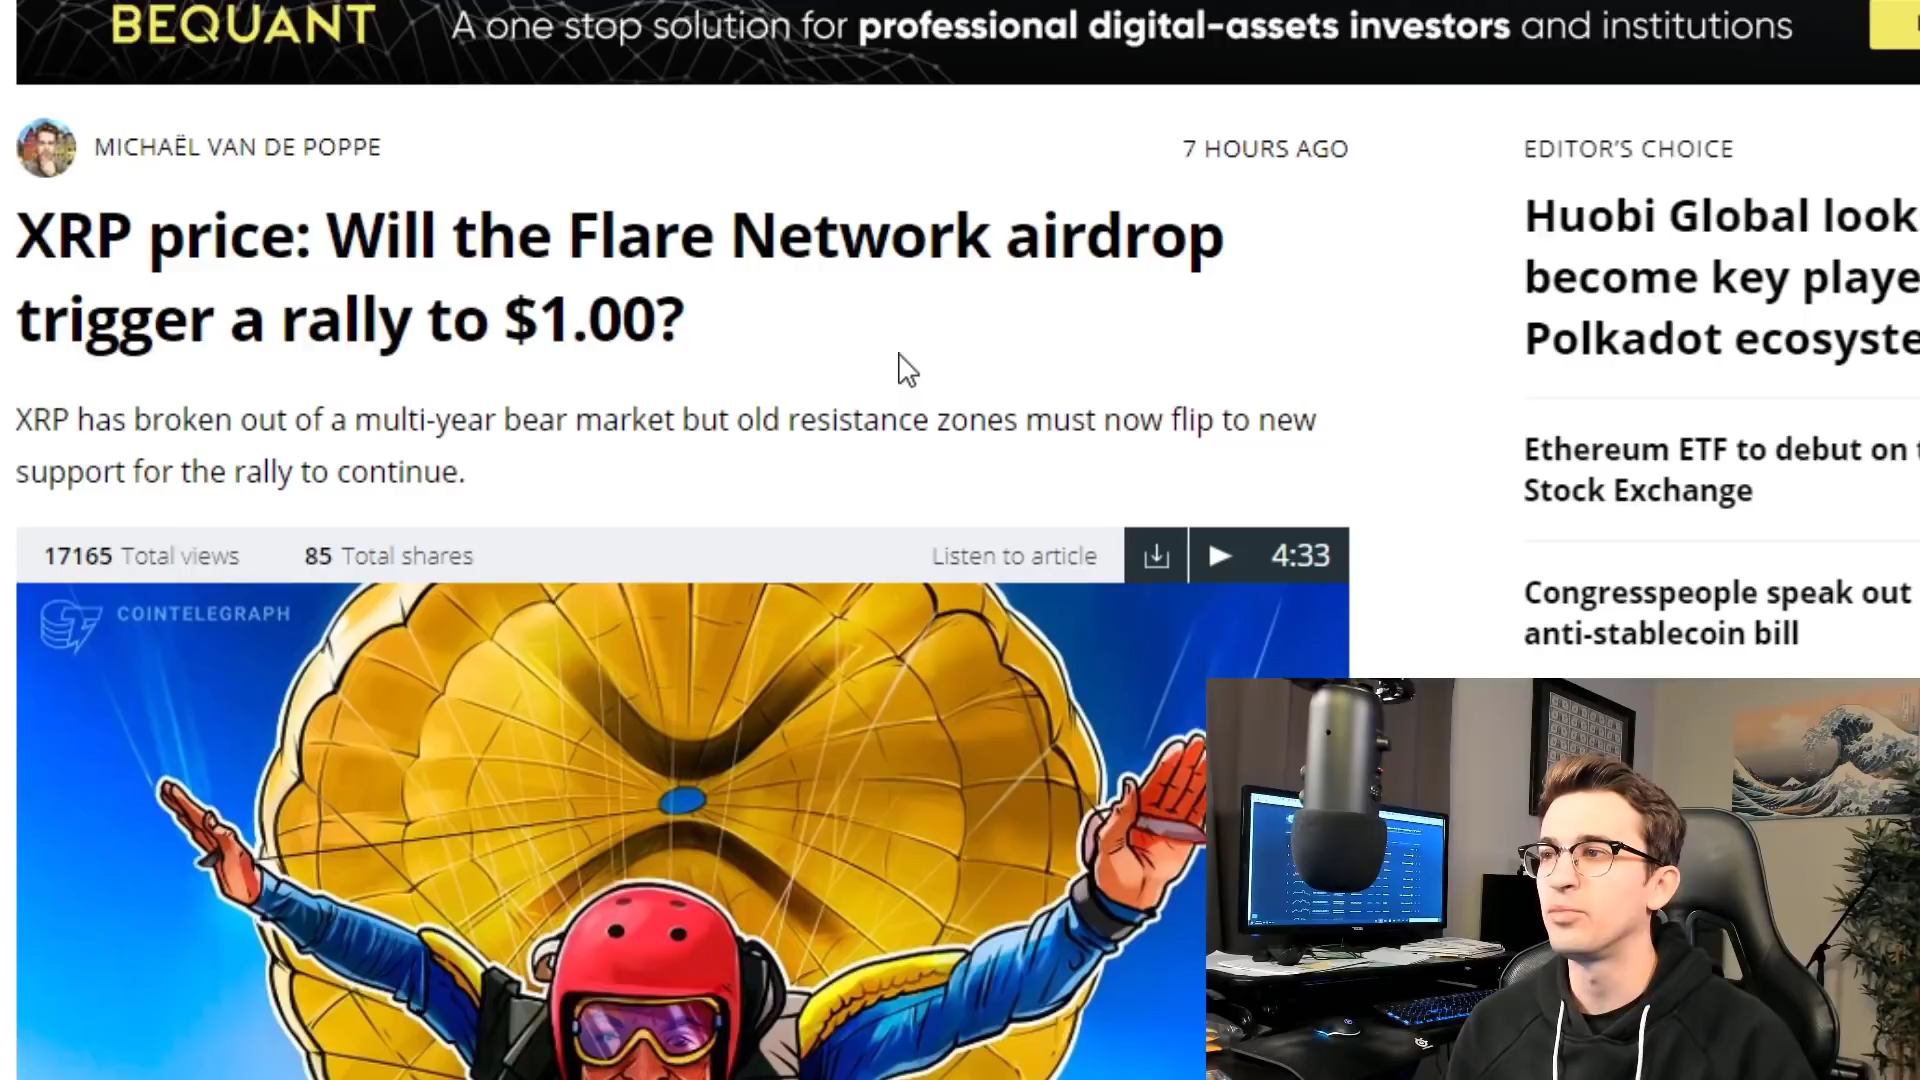 BEQUANT A one stop solution for professional digital-assets investors and institutions
MICHAËL VAN DE POPPE
7 HOURS AGO
XRP price: Will the Flare Network airdrop
trigger a rally to $1.00?
XRP has broken out of a multi-year bear market but old resistance zones must now flip to new
support for the rally to continue.
17165 Total views 85 Total shares Listen to article 4:33
COINTELEGRAPH
EDITOR'S CHOICE
Huobi Global look
become key playe
Polkadot ecosyste
Ethereum ETF to debut on t
Stock Exchange
Congresspeople speak out
anti-stablecoin bill